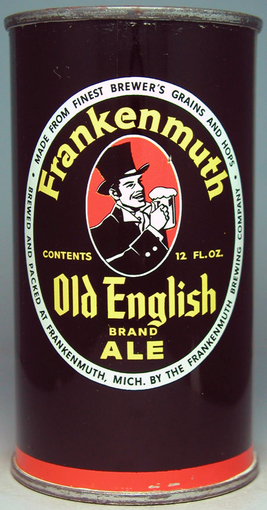 • MADE FROM FINEST BREWER'S GRAINS AND HOPS •
Frankenmuth
CONTENTS 12 FL. OZ.
Old English
BRAND
ALE
BREWED AND PACKED AT FRANKENMUTH, MICH. BY THE FRANKENMUTH BREWING COMPANY